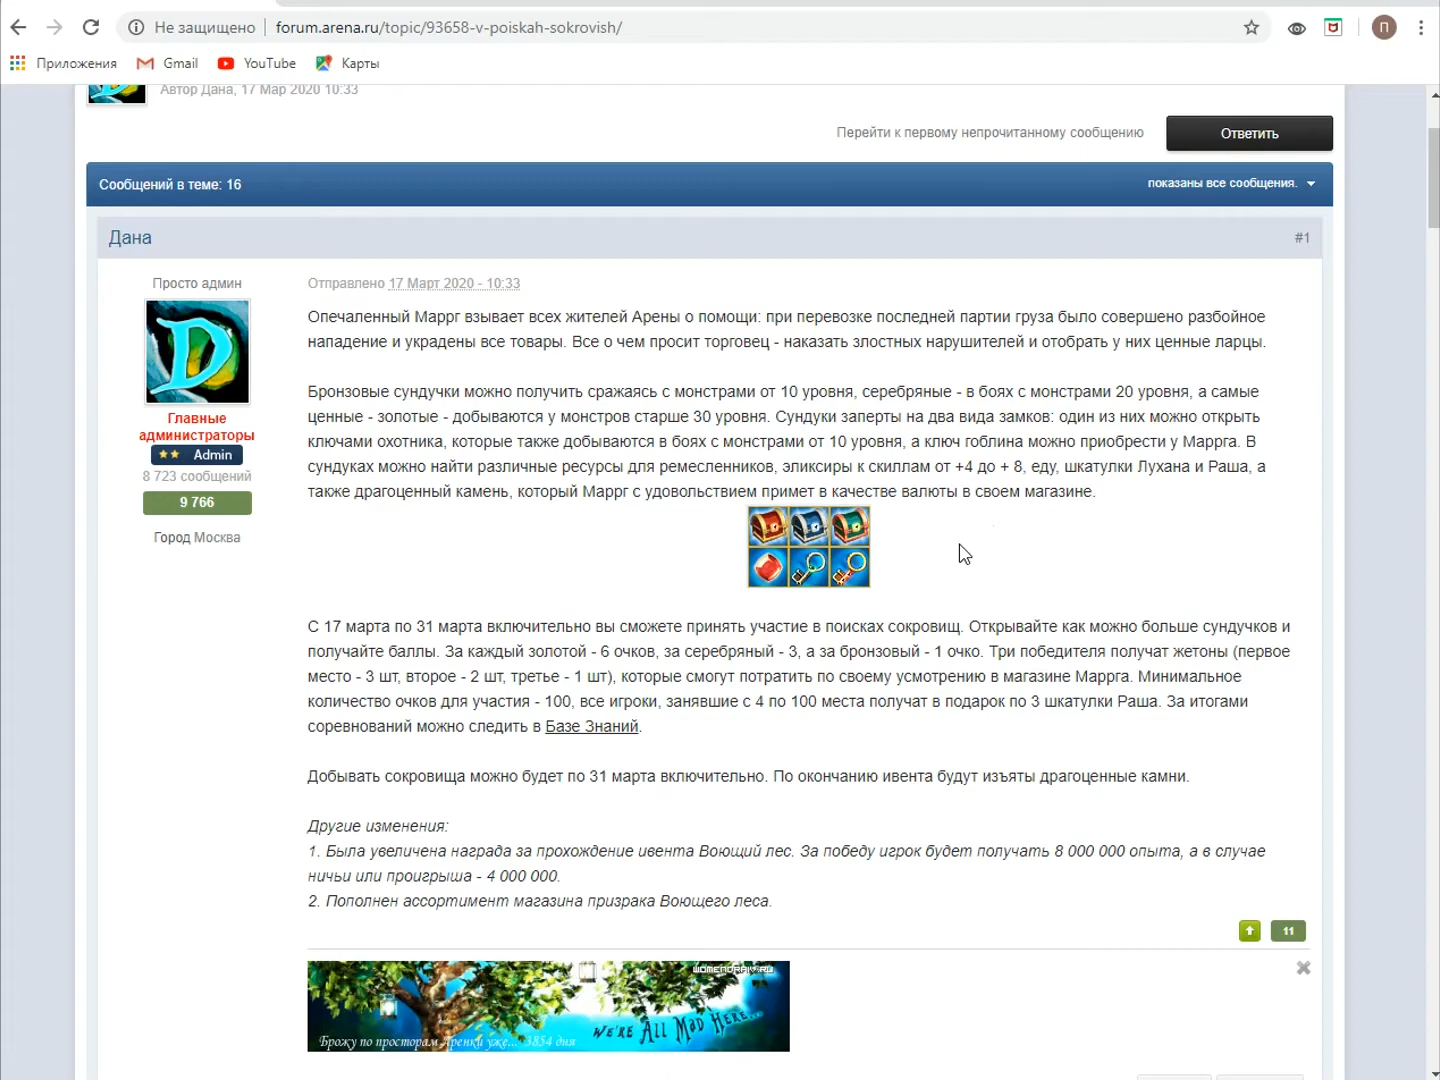 Не защищено forum.arena.ru/topic/93658-v-poiskah-sokrovish/
П
Приложения Gmail YouTube Карты
Автор Дана, 17 Мар 2020 10:33
Перейти к первому непрочитанному сообщению Ответить
Сообщений в теме: 16 показаны все сообщения.
Дана #1
Просто админ
Отправлено 17 Март 2020 - 10:33
Главные
администраторы
Admin
8 723 сообщений
9 766
Город Москва
Опечаленный Маррг взывает всех жителей Арены о помощи: при перевозке последней партии груза было совершено разбойное
нападение и украдены все товары. Все о чем просит торговец - наказать злостных нарушителей и отобрать у них ценные ларцы.
Бронзовые сундучки можно получить сражаясь с монстрами от 10 уровня, серебряные - в боях с монстрами 20 уровня, а самые
ценные - золотые - добываются у монстров старше 30 уровня. Сундуки заперты на два вида замков: один из них можно открыть
ключами охотника, которые также добываются в боях с монстрами от 10 уровня, а ключ гоблина можно приобрести у Маррга. В
сундуках можно найти различные ресурсы для ремесленников, эликсиры к скиллам от +4 до + 8, еду, шкатулки Лухана и Раша, а
также драгоценный камень, который Маррг с удовольствием примет в качестве валюты в своем магазине.
С 17 марта по 31 марта включительно вы сможете принять участие в поисках сокровищ. Открывайте как можно больше сундучков и
получайте баллы. За каждый золотой - 6 очков, за серебряный - 3, а за бронзовый - 1 очко. Три победителя получат жетоны (первое
место - 3 шт, второе - 2 шт, третье - 1 шт), которые смогут потратить по своему усмотрению в магазине Маррга. Минимальное
количество очков для участия - 100, все игроки, занявшие с 4 по 100 места получат в подарок по 3 шкатулки Раша. За итогами
соревнований можно следить в Базе Знаний.
Добывать сокровища можно будет по 31 марта включительно. По окончанию ивента будут изъяты драгоценные камни.
Другие изменения:
1. Была увеличена награда за прохождение ивента Воющий лес. За победу игрок будет получать 8 000 000 опыта, а в случае
ничьи или проигрыша - 4 000 000.
2. Пополнен ассортимент магазина призрака Воющего леса.
11
WOMENDRAIV.RU
We're All Mad Here...
Брожу по просторам Аренки уже... 3854 дня